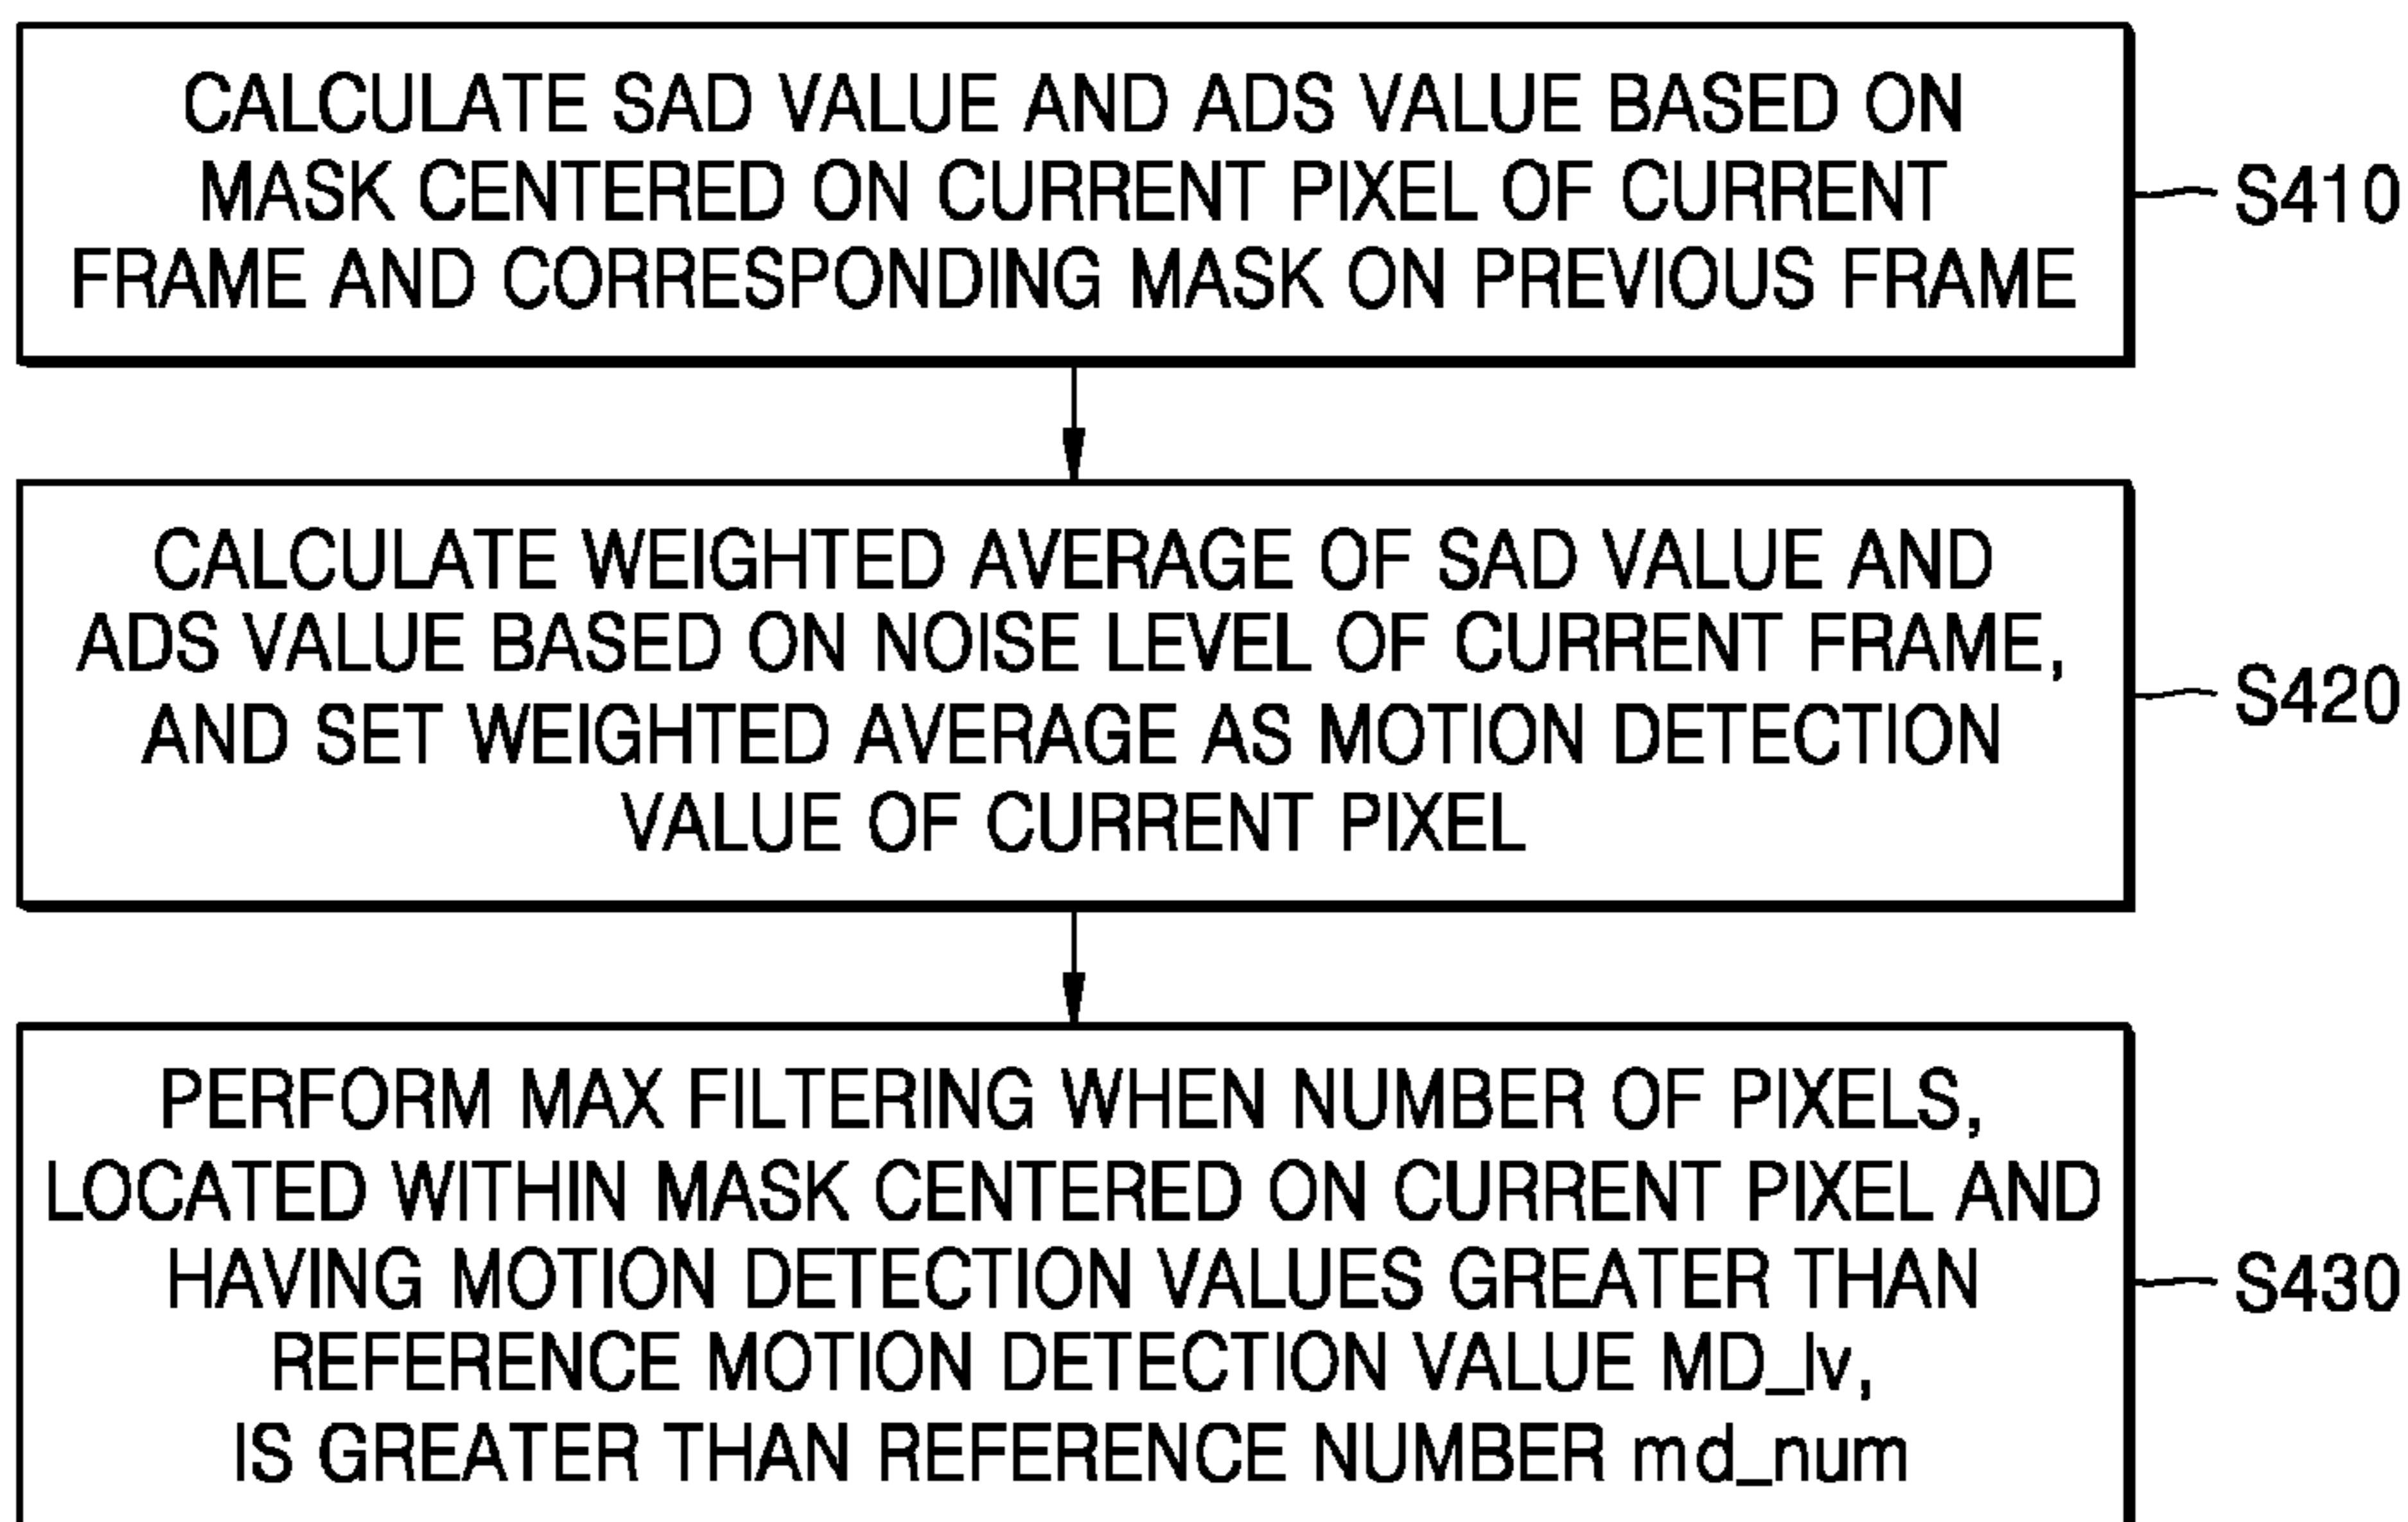 CALCULATE SAD VALUE AND ADS VALUE BASED ON
MASK CENTERED ON CURRENT PIXEL OF CURRENT
FRAME AND CORRESPONDING MASK ON PREVIOUS FRAME
S410
CALCULATE WEIGHTED AVERAGE OF SAD VALUE AND
ADS VALUE BASED ON NOISE LEVEL OF CURRENT FRAME,
AND SET WEIGHTED AVERAGE AS MOTION DETECTION
VALUE OF CURRENT PIXEL
S420
PERFORM MAX FILTERING WHEN NUMBER OF PIXELS,
LOCATED WITHIN MASK CENTERED ON CURRENT PIXEL AND
HAVING MOTION DETECTION VALUES GREATER THAN
REFERENCE MOTION DETECTION VALUE MD_lv,
IS GREATER THAN REFERENCE NUMBER md_num
S430